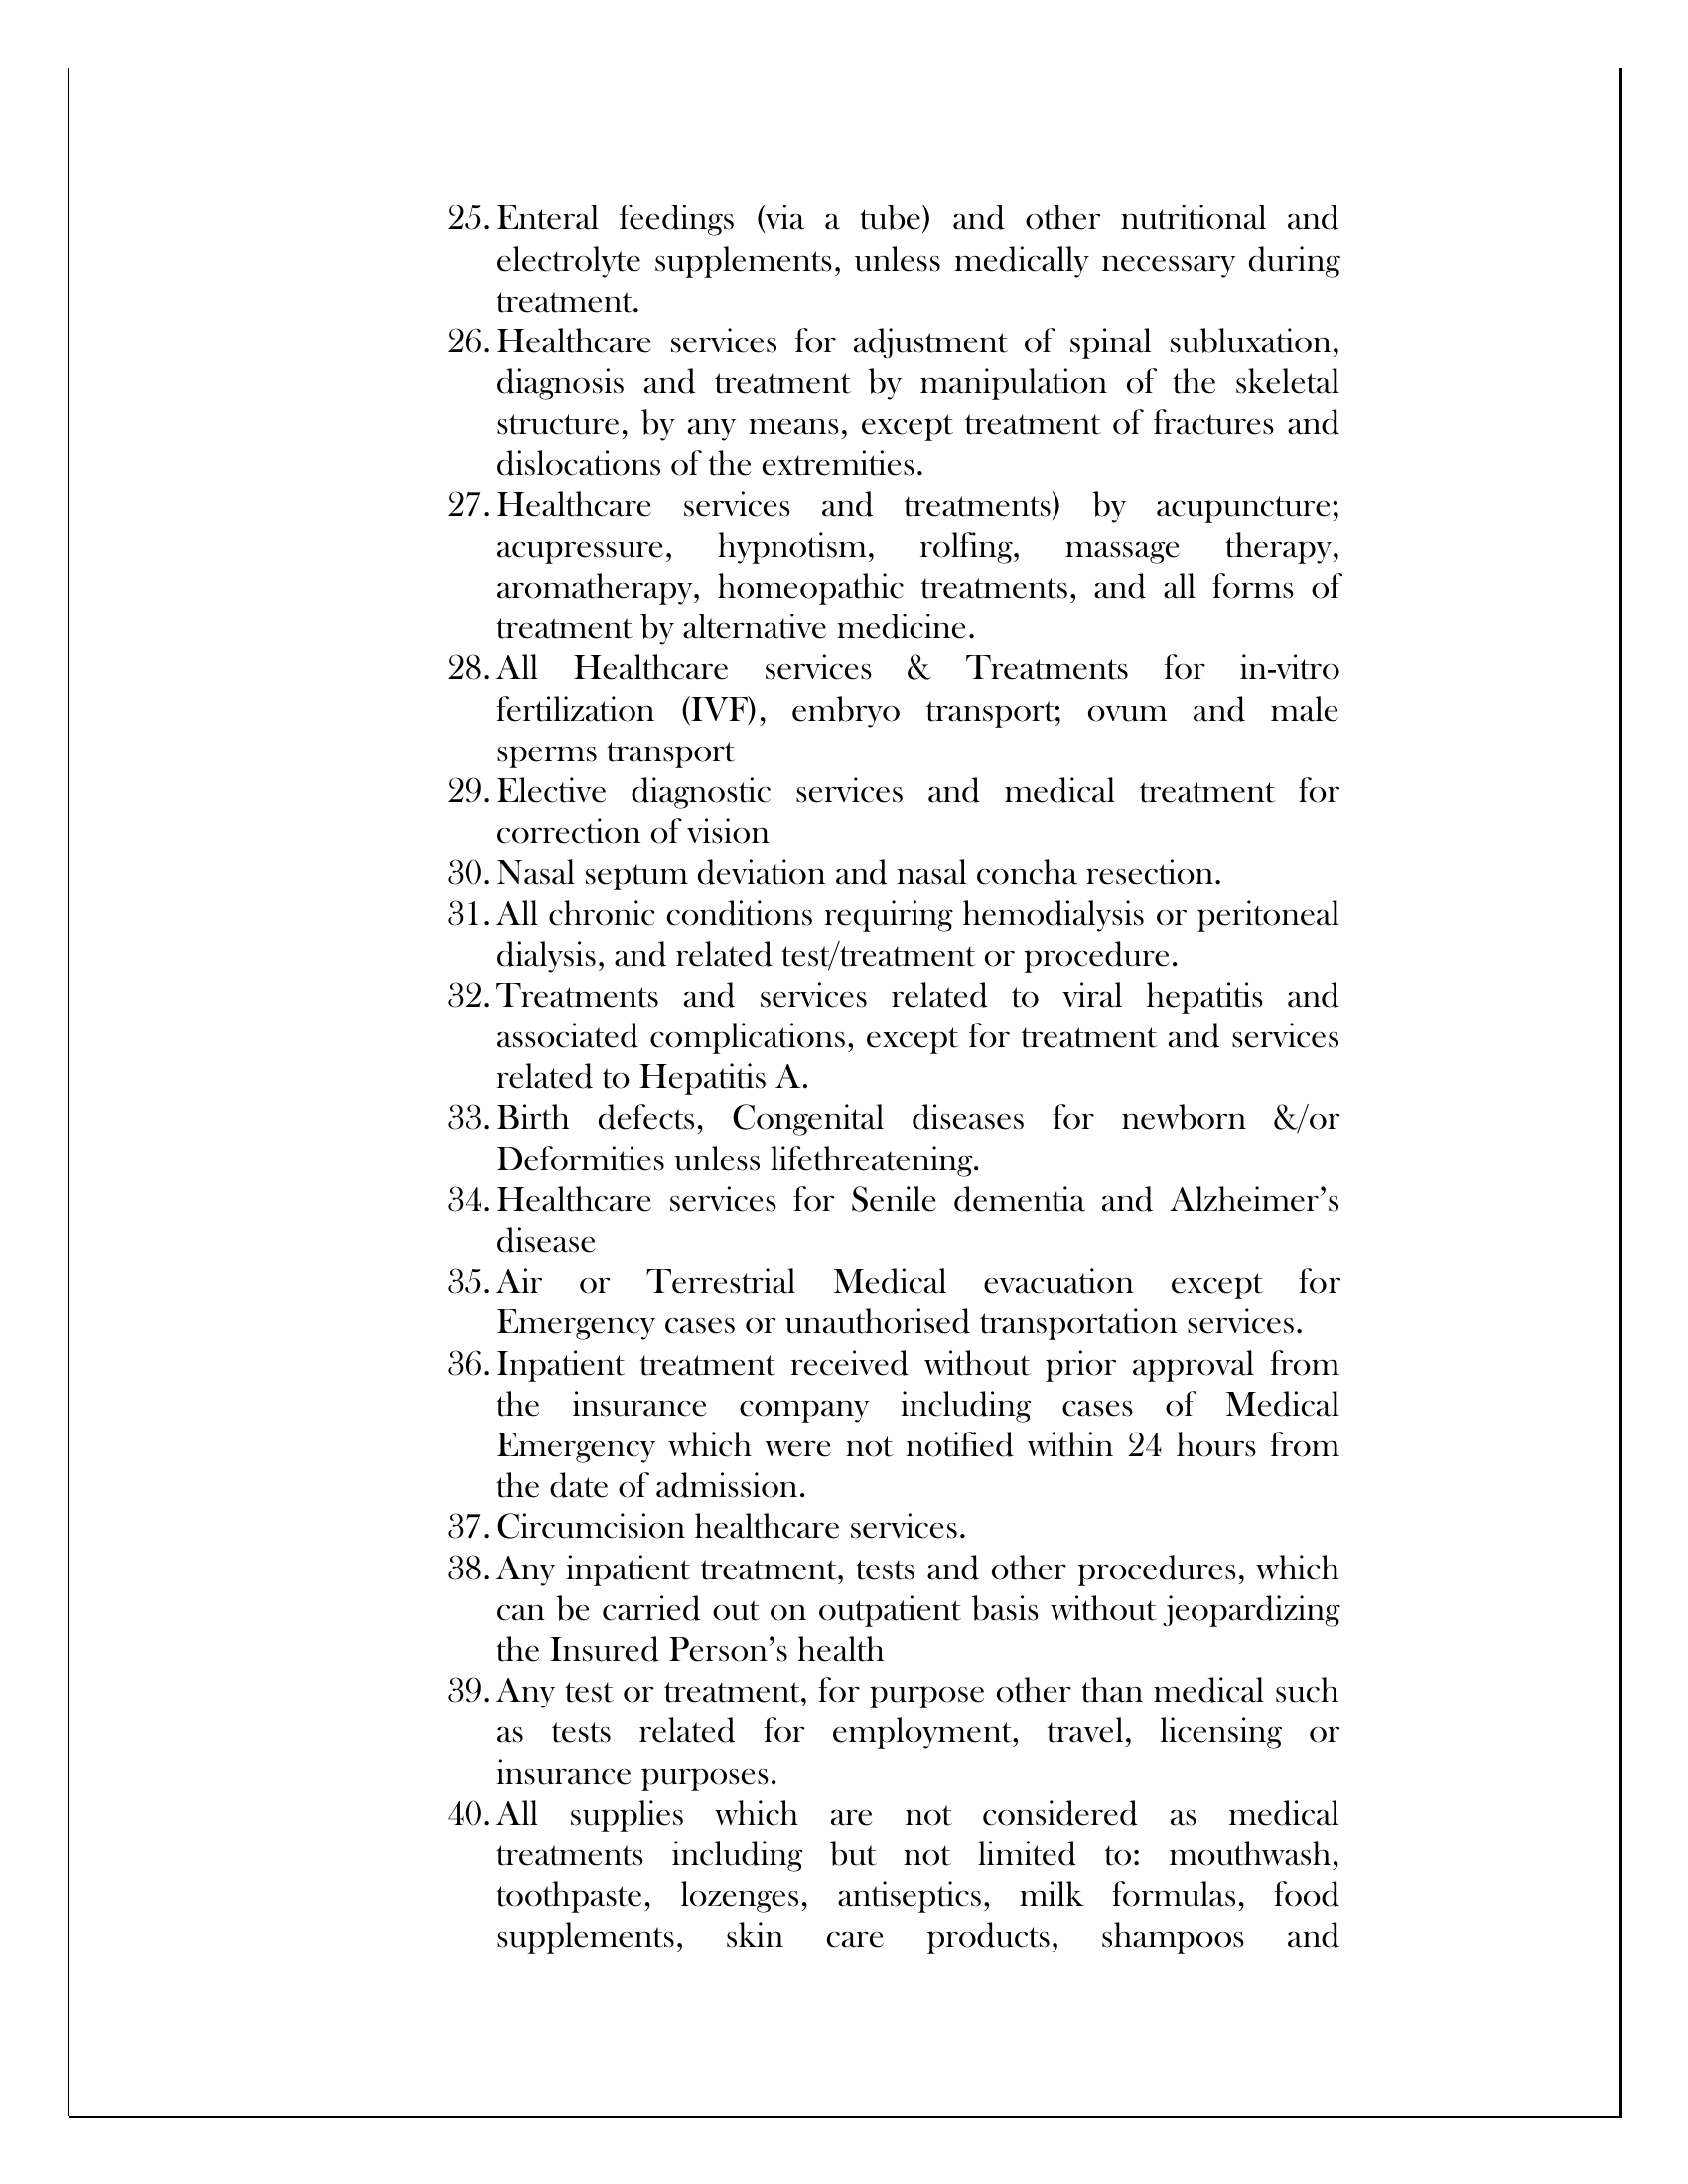 25. Enteral feedings (via a tube) and other nutritional and
electrolyte supplements, unless medically necessary during
treatment.
26. Healthcare services for adjustment of spinal subluxation,
diagnosis and treatment by manipulation of the skeletal
structure, by any means, except treatment of fractures and
dislocations of the extremities.
27. Healthcare services and treatments) by acupuncture;
acupressure, hypnotism, rolfing, massage therapy,
aromatherapy, homeopathic treatments, and all forms of
treatment by alternative medicine.
28. All Healthcare services & Treatments for in-vitro
fertilization (IVF), embryo transport; ovum and male
sperms transport
29. Elective diagnostic services and medical treatment for
correction of vision
30. Nasal septum deviation and nasal concha resection.
31. All chronic conditions requiring hemodialysis or peritoneal
dialysis, and related test/treatment or procedure.
32. Treatments and services related to viral hepatitis and
associated complications, except for treatment and services
related to Hepatitis A.
33. Birth defects, Congenital diseases for newborn &/or
Deformities unless lifethreatening.
34. Healthcare services for Senile dementia and Alzheimer’s
disease
35. Air or Terrestrial Medical evacuation except for
Emergency cases or unauthorised transportation services.
36. Inpatient treatment received without prior approval from
the insurance company including cases of Medical
Emergency which were not notified within 24 hours from
the date of admission.
37. Circumcision healthcare services.
38. Any inpatient treatment, tests and other procedures, which
can be carried out on outpatient basis without jeopardizing
the Insured Person’s health
39. Any test or treatment, for purpose other than medical such
as tests related for employment, travel, licensing or
insurance purposes.
40. All supplies which are not considered as medical
treatments including but not limited to: mouthwash,
toothpaste, lozenges, antiseptics, milk formulas, food
supplements, skin care products, shampoos and